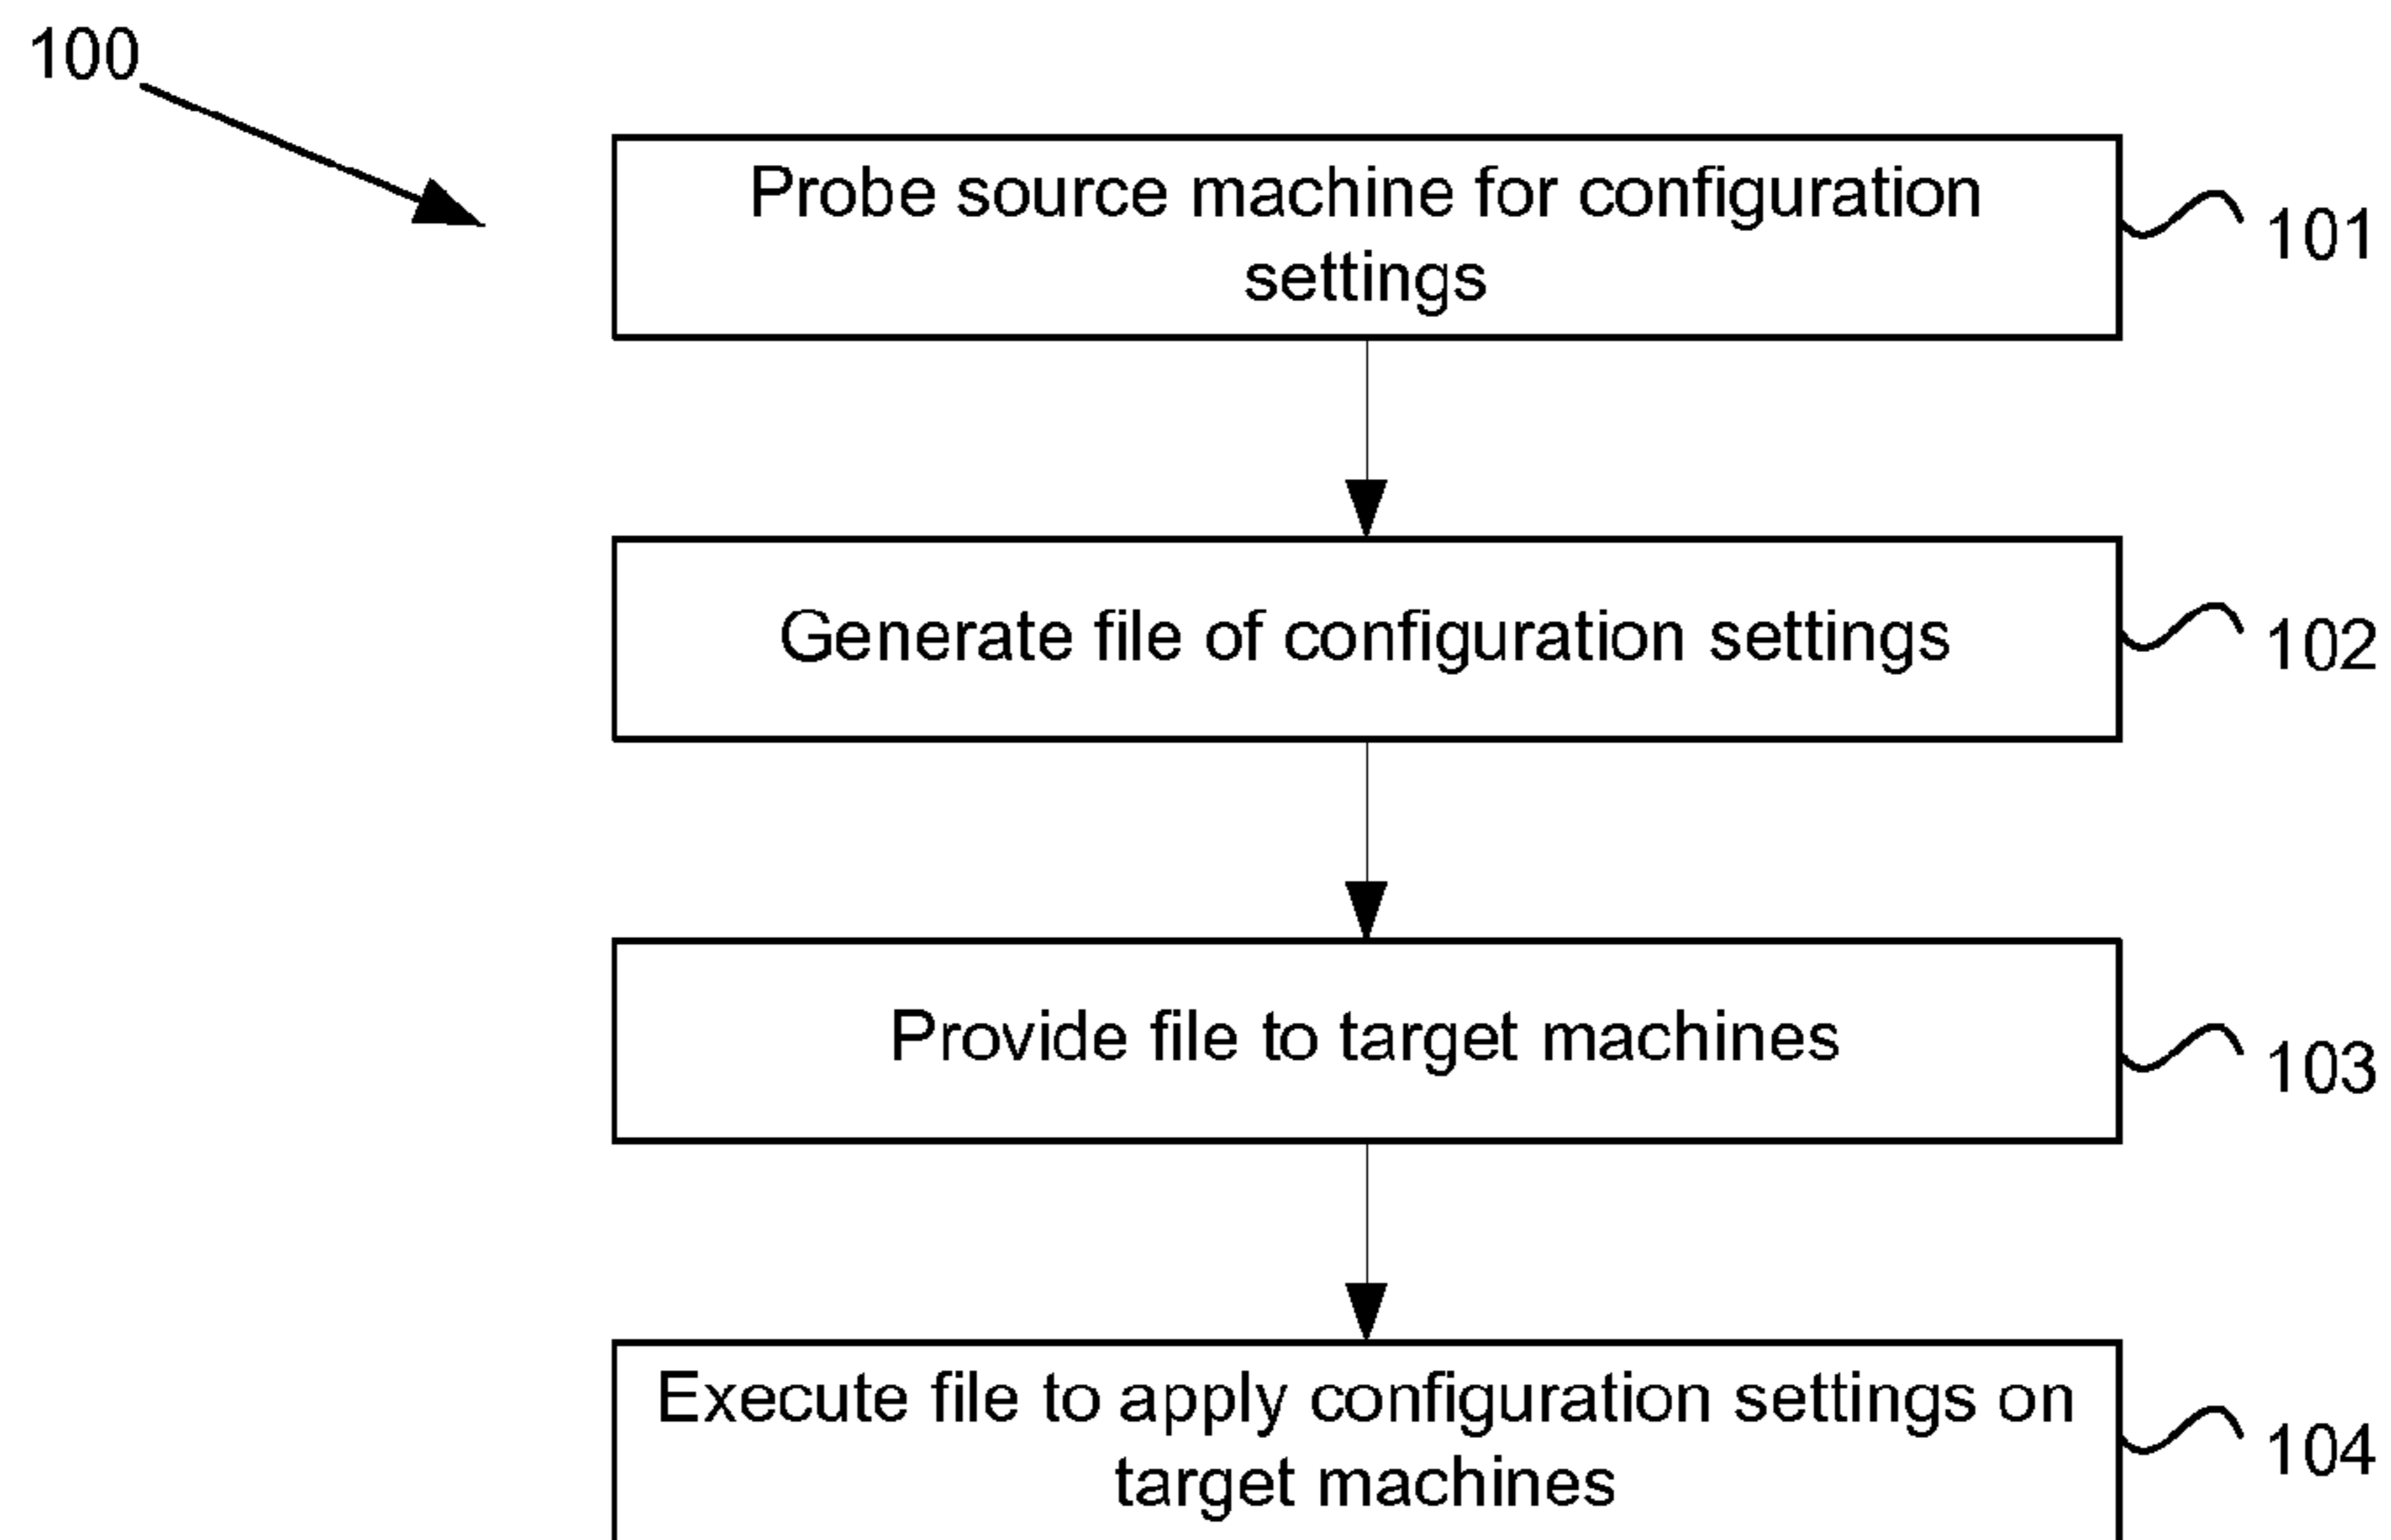 100
Probe source machine for configuration
settings
101
Generate file of configuration settings
102
Provide file to target machines
103
Execute file to apply configuration settings on
target machines
104